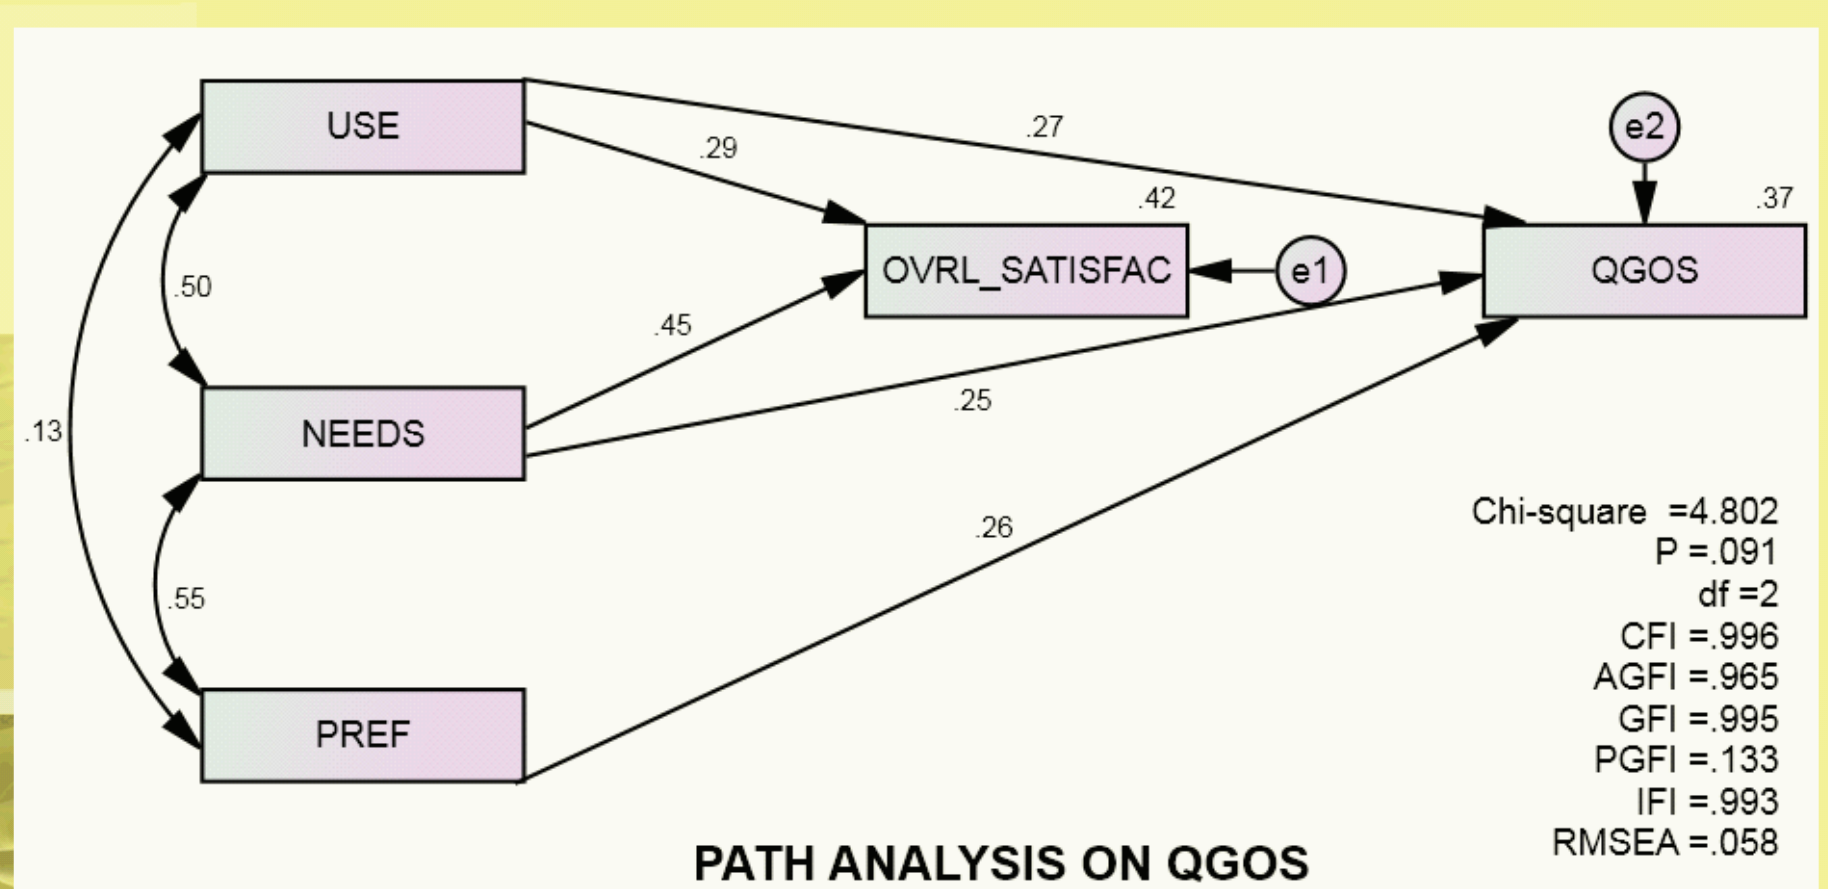 USE
.27
e2
.29
.42
.37
OVRL_SATISFAC
e1
QGOS
.50
.45
.25
.13
NEEDS
.26
Chi-square =4.802
P =.091
df =2
CFI =.996
AGFI =.965
GFI =.995
PGFI =.133
IFI =.993
RMSEA =.058
.55
PREF
PATH ANALYSIS ON QGOS